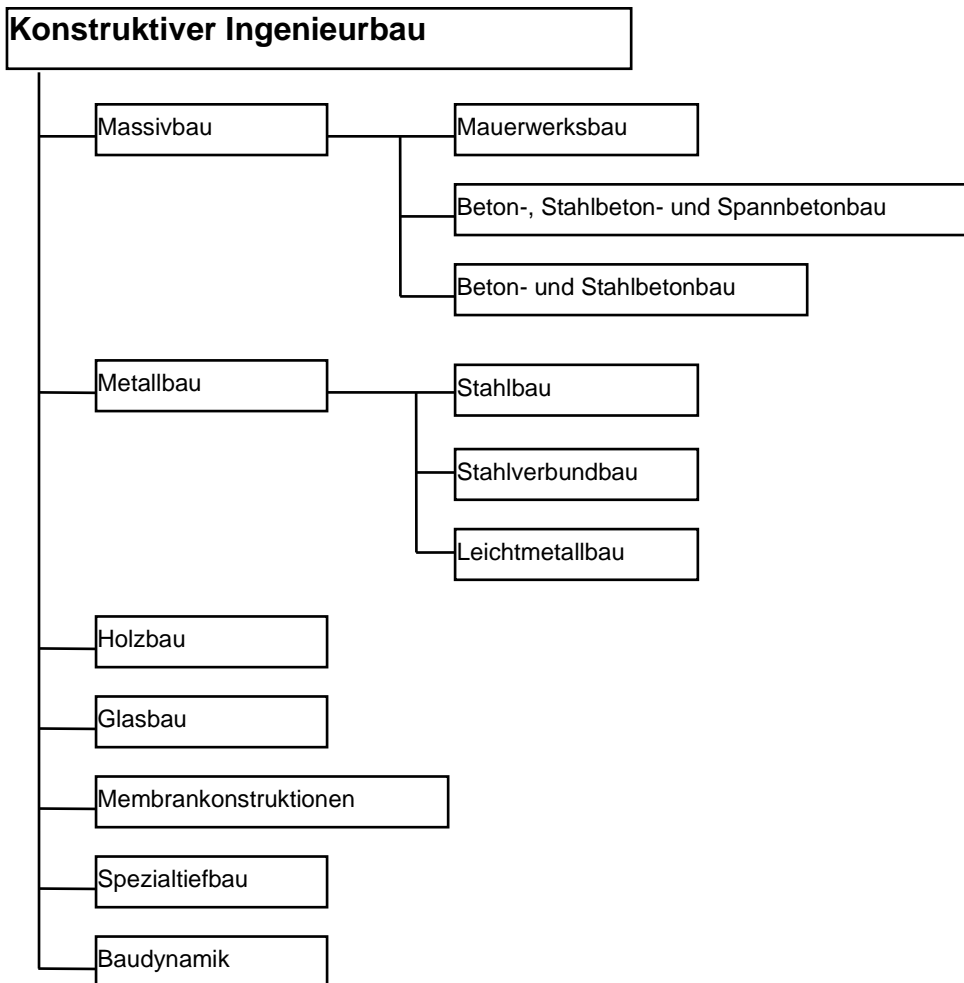 Konstruktiver Ingenieurbau
Massivbau
Mauerwerksbau
Beton-, Stahlbeton- und Spannbetonbau
Beton- und Stahlbetonbau
Metallbau
Stahlbau
Stahlverbundbau
Leichtmetallbau
Holzbau
Glasbau
Membrankonstruktionen
Spezialtiefbau
Baudynamik